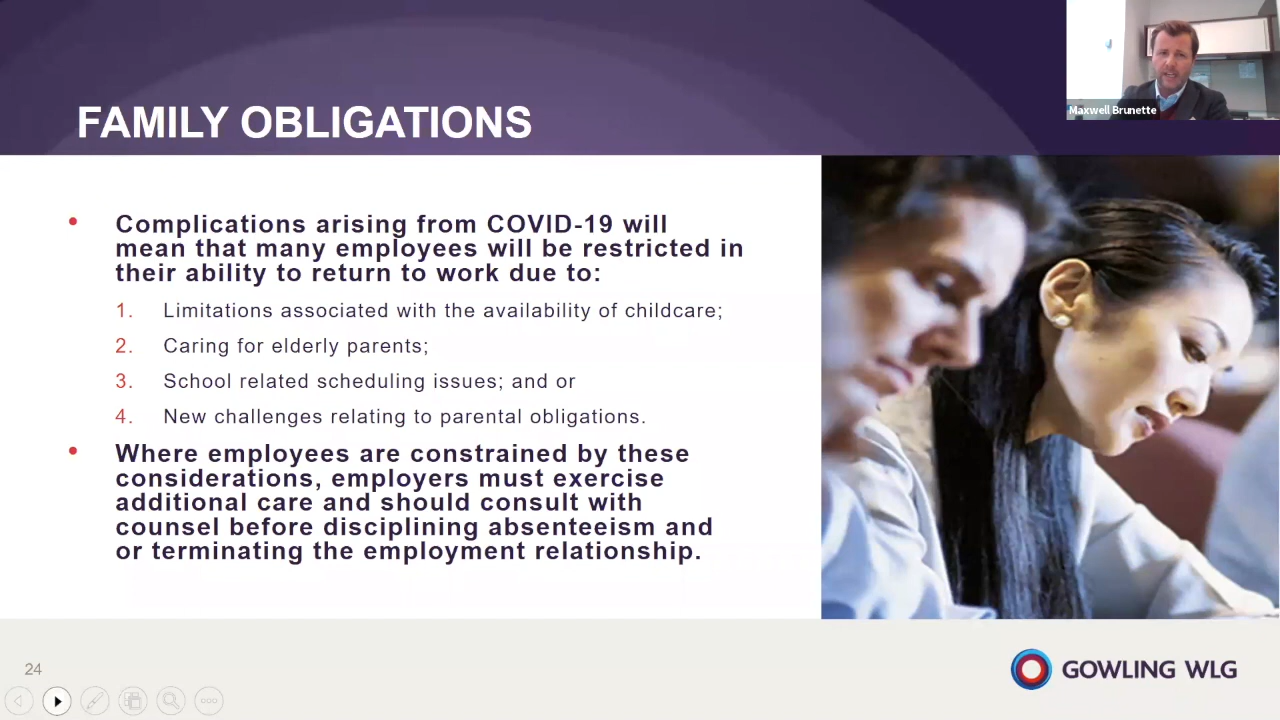 Maxwell Brunette
FAMILY OBLIGATIONS
• Complications arising from COVID-19 will
mean that many employees will be restricted in
their ability to return to work due to:
1. Limitations associated with the availability of childcare;
2. Caring for elderly parents;
3. School related scheduling issues; and or
4. New challenges relating to parental obligations.
• Where employees are constrained by these
considerations, employers must exercise
additional care and should consult with
counsel before disciplining absenteeism and
or terminating the employment relationship.
24
GOWLING WLG